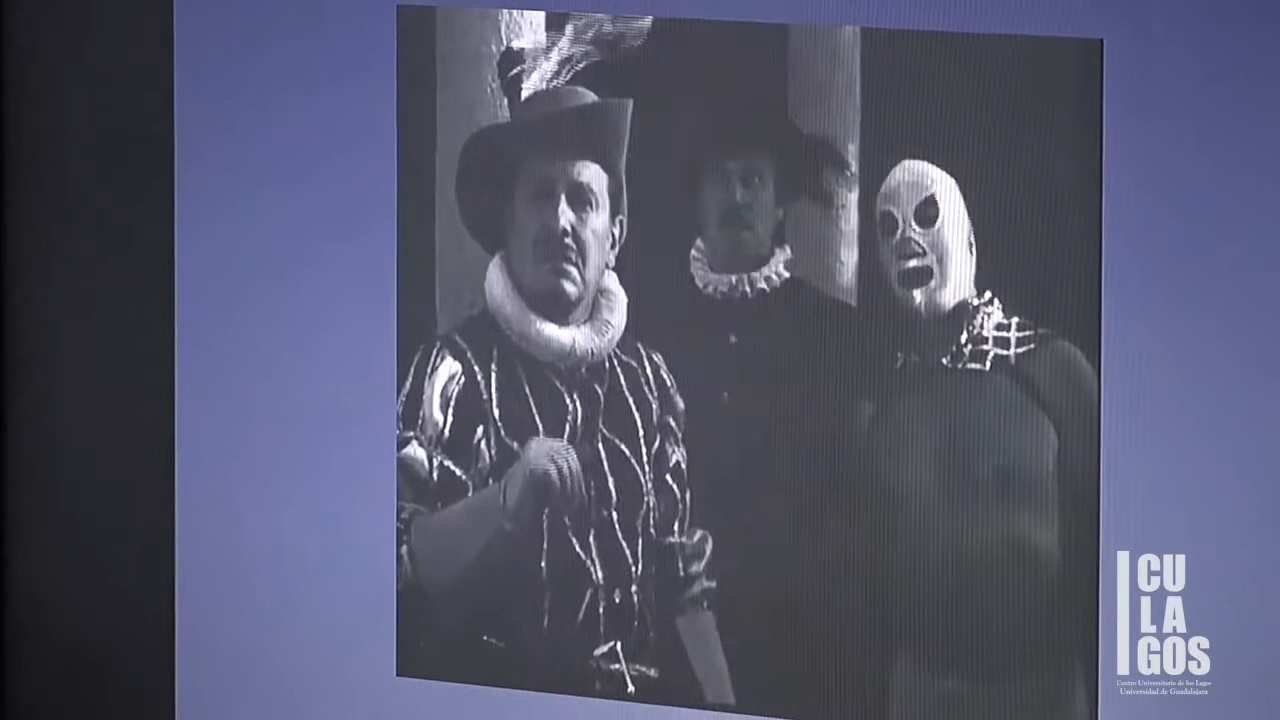 CU
LA
GOS
Centro Universitario de los Lagos
Universidad de Guadalajara